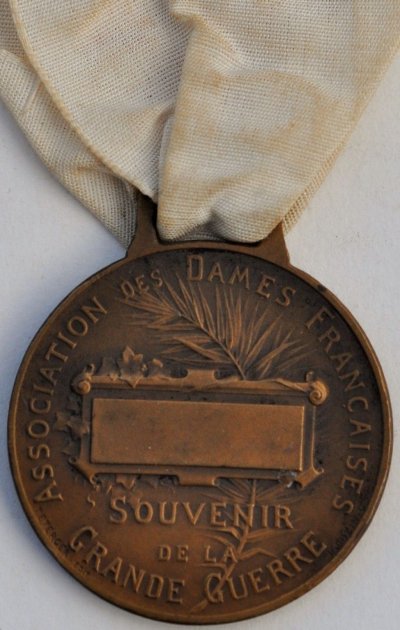 ASSOCIATION DES DAMES FRANÇAISES
SOUVENIR
DE LA
GRANDE GUERRE